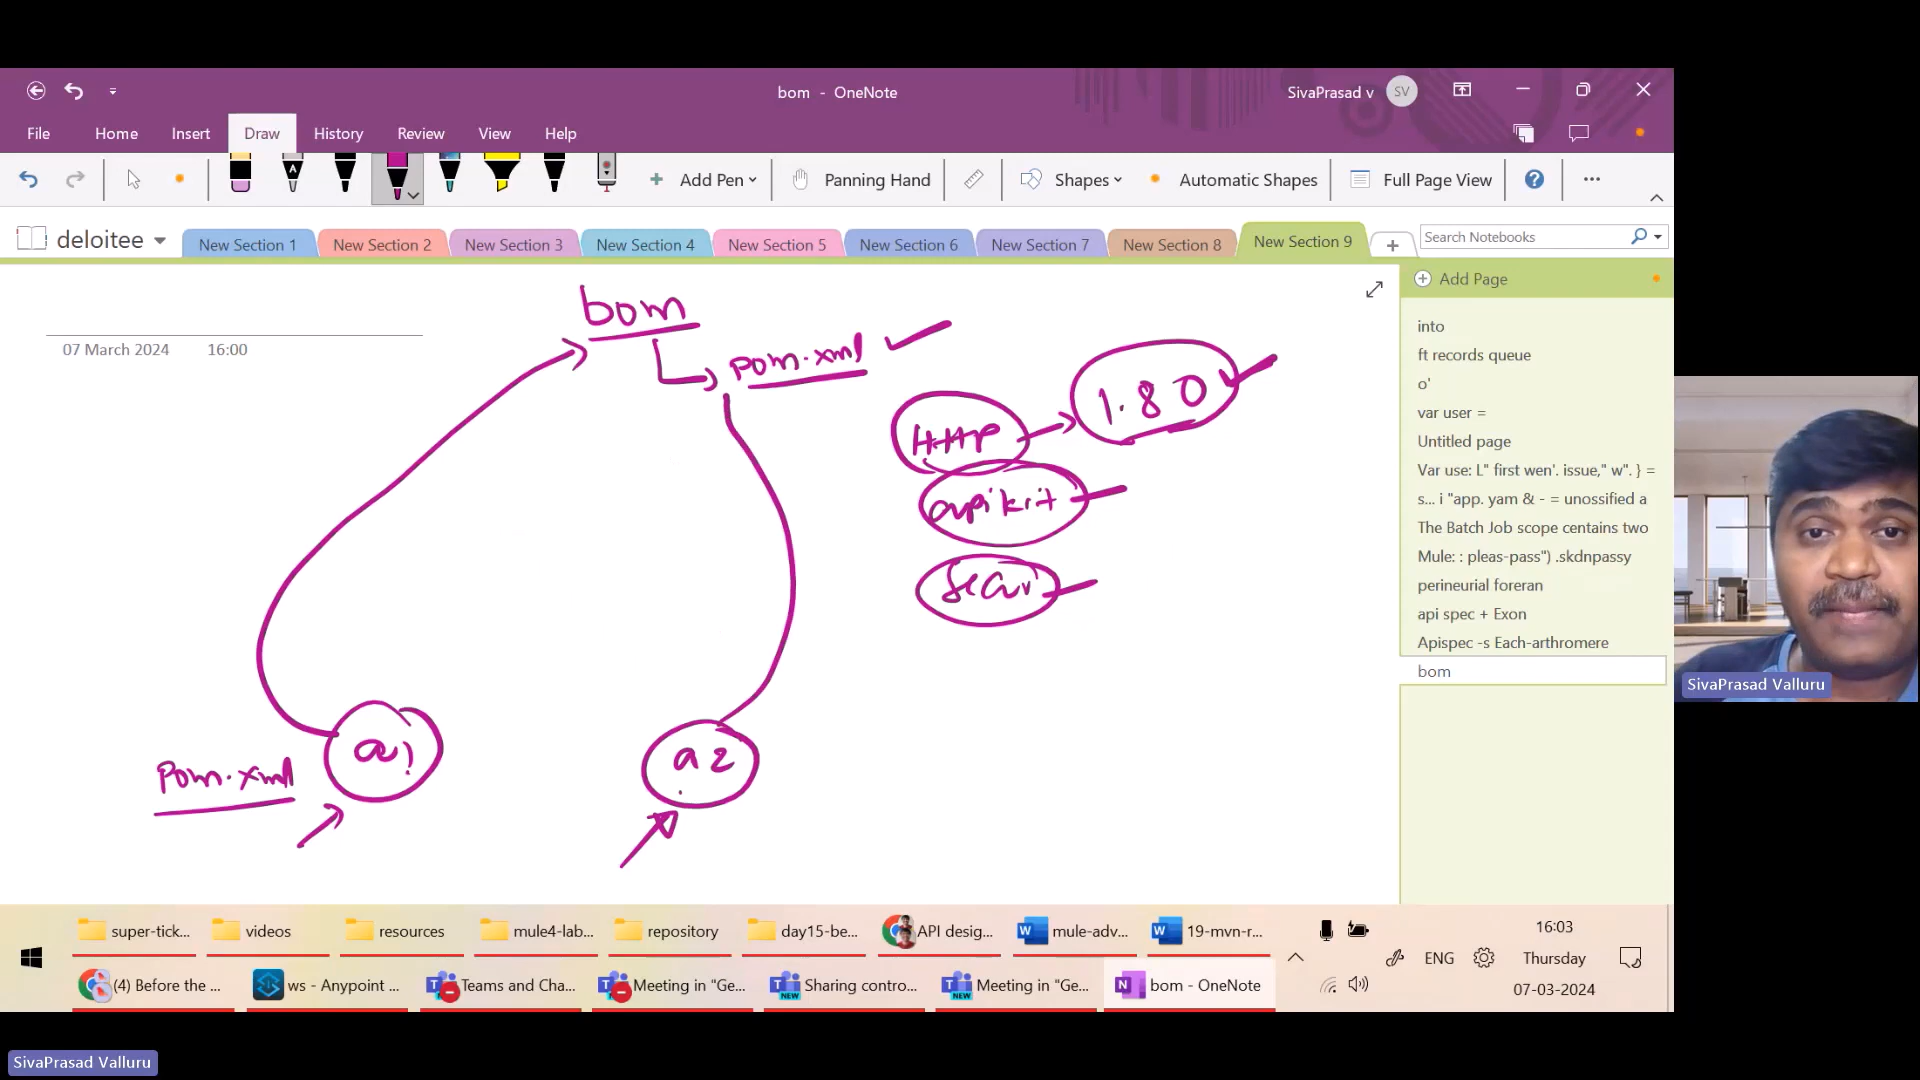 bom - OneNote
SivaPrasad v
SV
File
Home
Insert
Draw
History
Review
View
Help
A
Add Pen
Panning Hand
Shapes
Automatic Shapes
Full Page View
?
deloitee
New Section 1
New Section 2
New Section 3
New Section 4
New Section 5
New Section 6
New Section 7
New Section 8
New Section 9
+
Search Notebooks
Add Page
07 March 2024 16:00
bom
pom.xml
HTTP
1.80
apikit
secur
Pom.xml
a1
a2
into
ft records queue
o'
var user =
Untitled page
Var use: L" first wen'. issue," w". } =
s... i "app. yam & - = unossified a
The Batch Job scope centains two
Mule: : pleas-pass") .skdnpassy
perineurial foreran
api spec + Exon
Apispec -s Each-arthromere
bom
SivaPrasad Valluru
super-tick...
videos
resources
mule4-lab...
repository
day15-be...
API desig...
mule-adv...
19-mvn-r...
(4) Before the ...
ws - Anypoint ...
Teams and Cha...
Meeting in "Ge...
Sharing contro...
Meeting in "Ge...
bom - OneNote
ENG
16:03
Thursday
07-03-2024
SivaPrasad Valluru